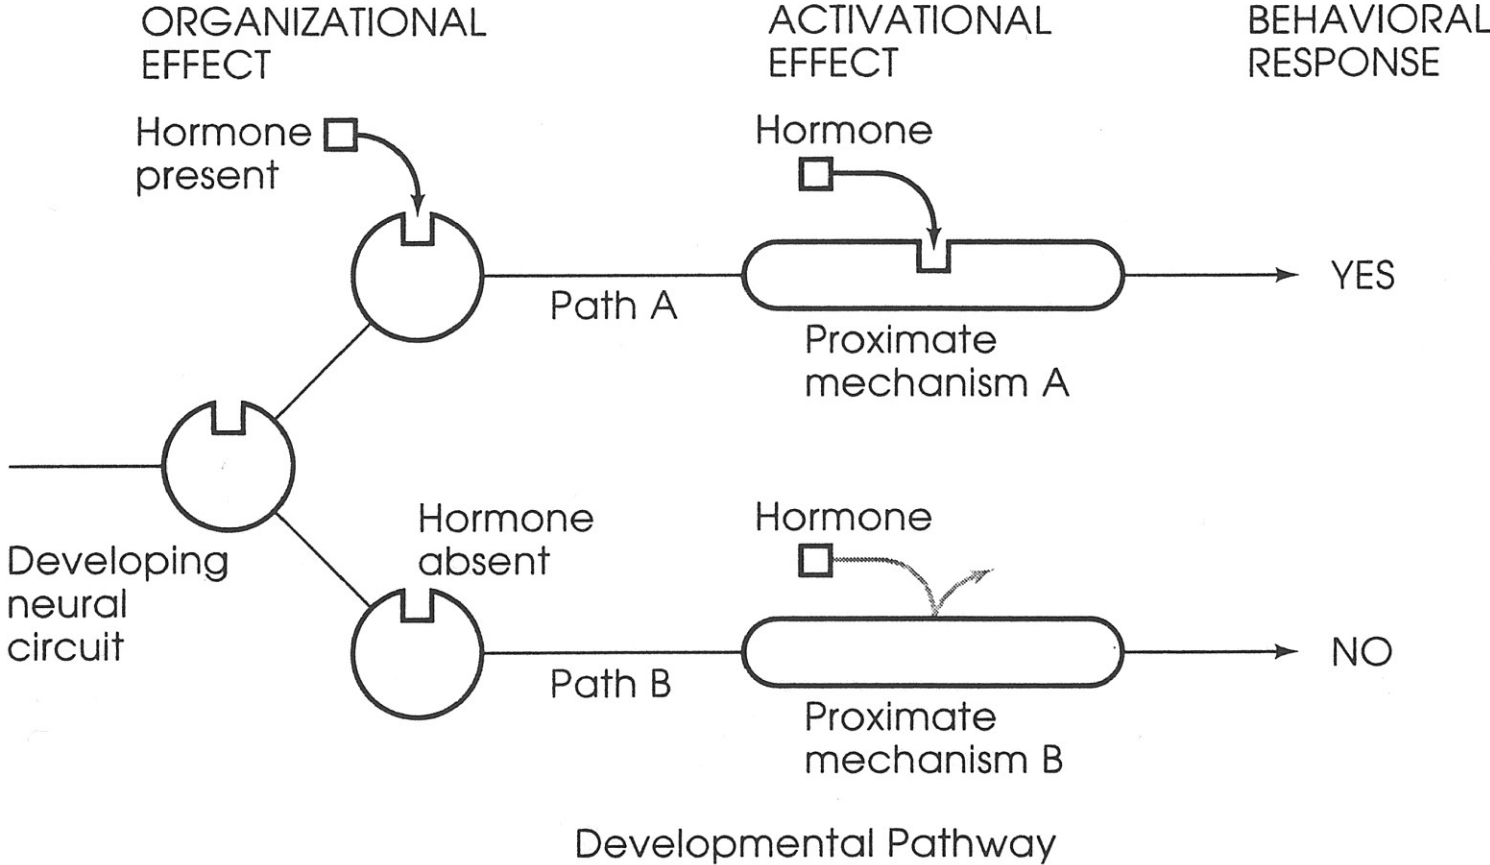 ORGANIZATIONAL
EFFECT
ACTIVATIONAL
EFFECT
BEHAVIORAL
RESPONSE
Hormone
present
Hormone
Path A
Proximate
mechanism A
YES
Developing
neural
circuit
Hormone
absent
Hormone
Path B
Proximate
mechanism B
NO
Developmental Pathway